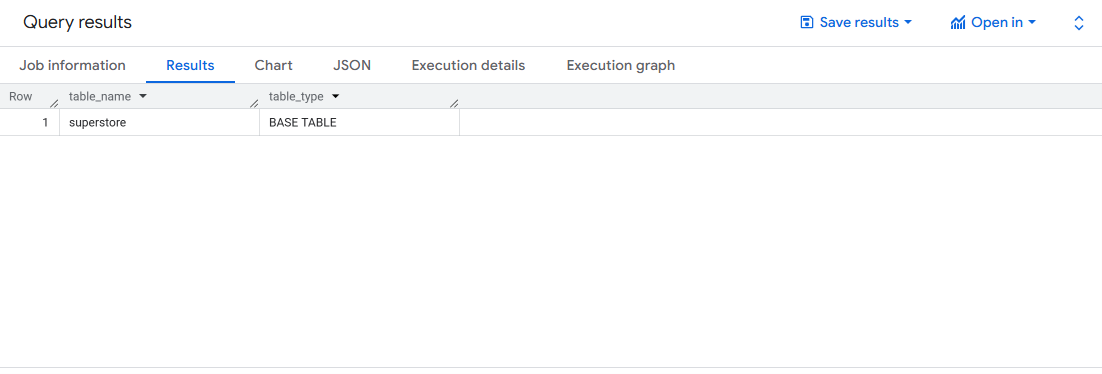 Query results Save results Open in
Job information Results Chart JSON Execution details Execution graph
Row table_name table_type
1 superstore BASE TABLE